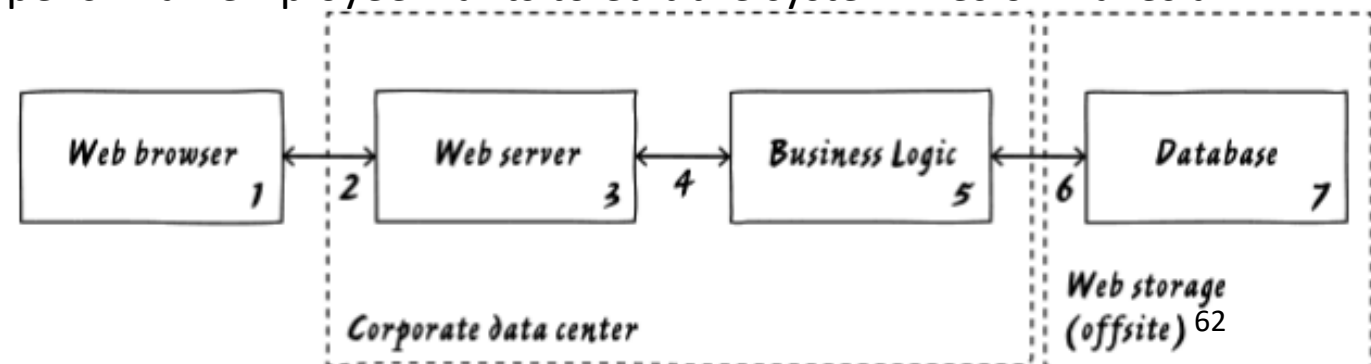 Web browser
1
2
Web server
3
4
Business Logic
5
6
Database
7
Corporate data center
Web storage
(offsite) 62